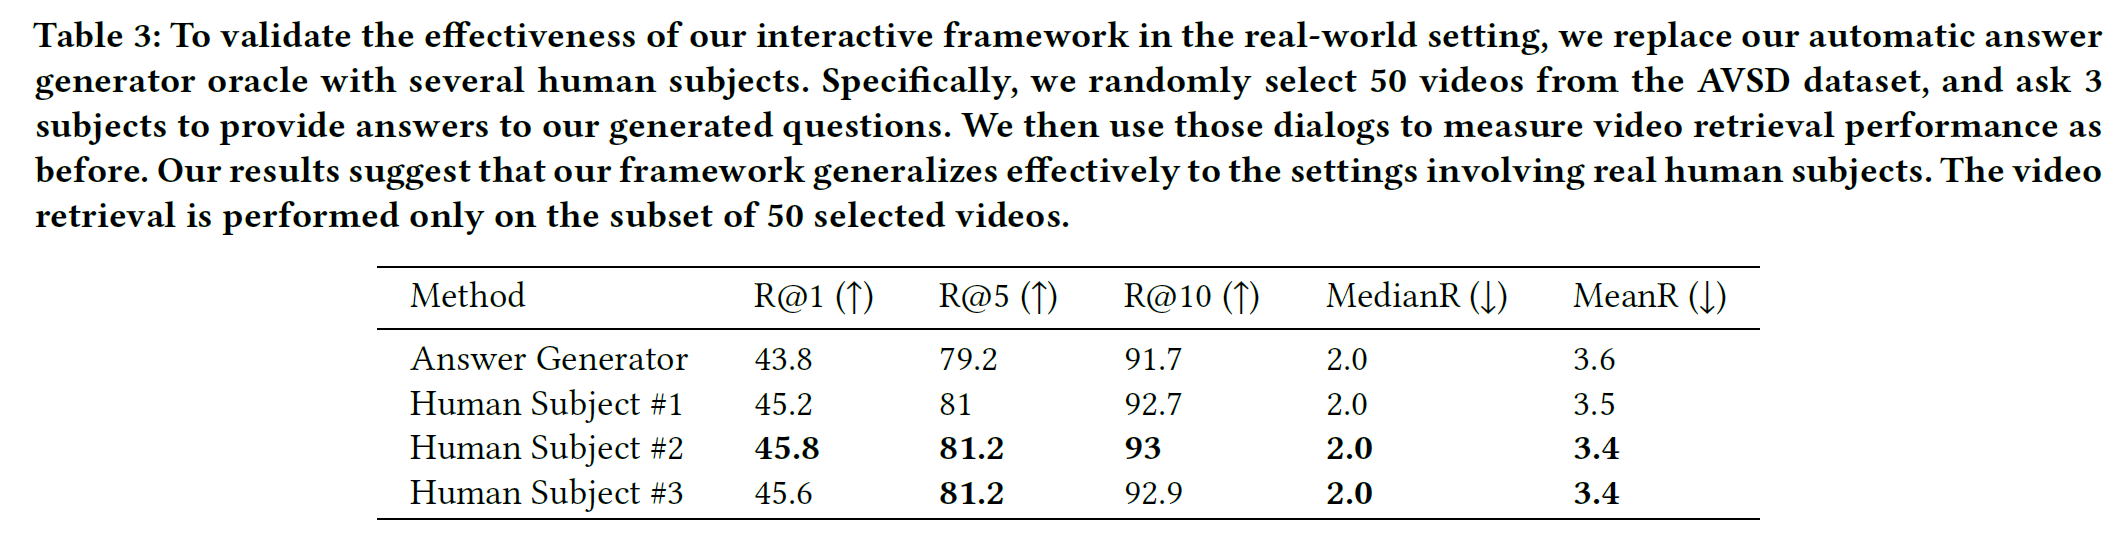 Table 3: To validate the effectiveness of our interactive framework in the real-world setting, we replace our automatic answer
generator oracle with several human subjects. Specifically, we randomly select 50 videos from the AVSD dataset, and ask 3
subjects to provide answers to our generated questions. We then use those dialogs to measure video retrieval performance as
before. Our results suggest that our framework generalizes effectively to the settings involving real human subjects. The video
retrieval is performed only on the subset of 50 selected videos.
Method R@1 (↑) R@5 (↑) R@10 (↑) MedianR (↓) MeanR (↓)
Answer Generator 43.8 79.2 91.7 2.0 3.6
Human Subject #1 45.2 81 92.7 2.0 3.5
Human Subject #2 45.8 81.2 93 2.0 3.4
Human Subject #3 45.6 81.2 92.9 2.0 3.4